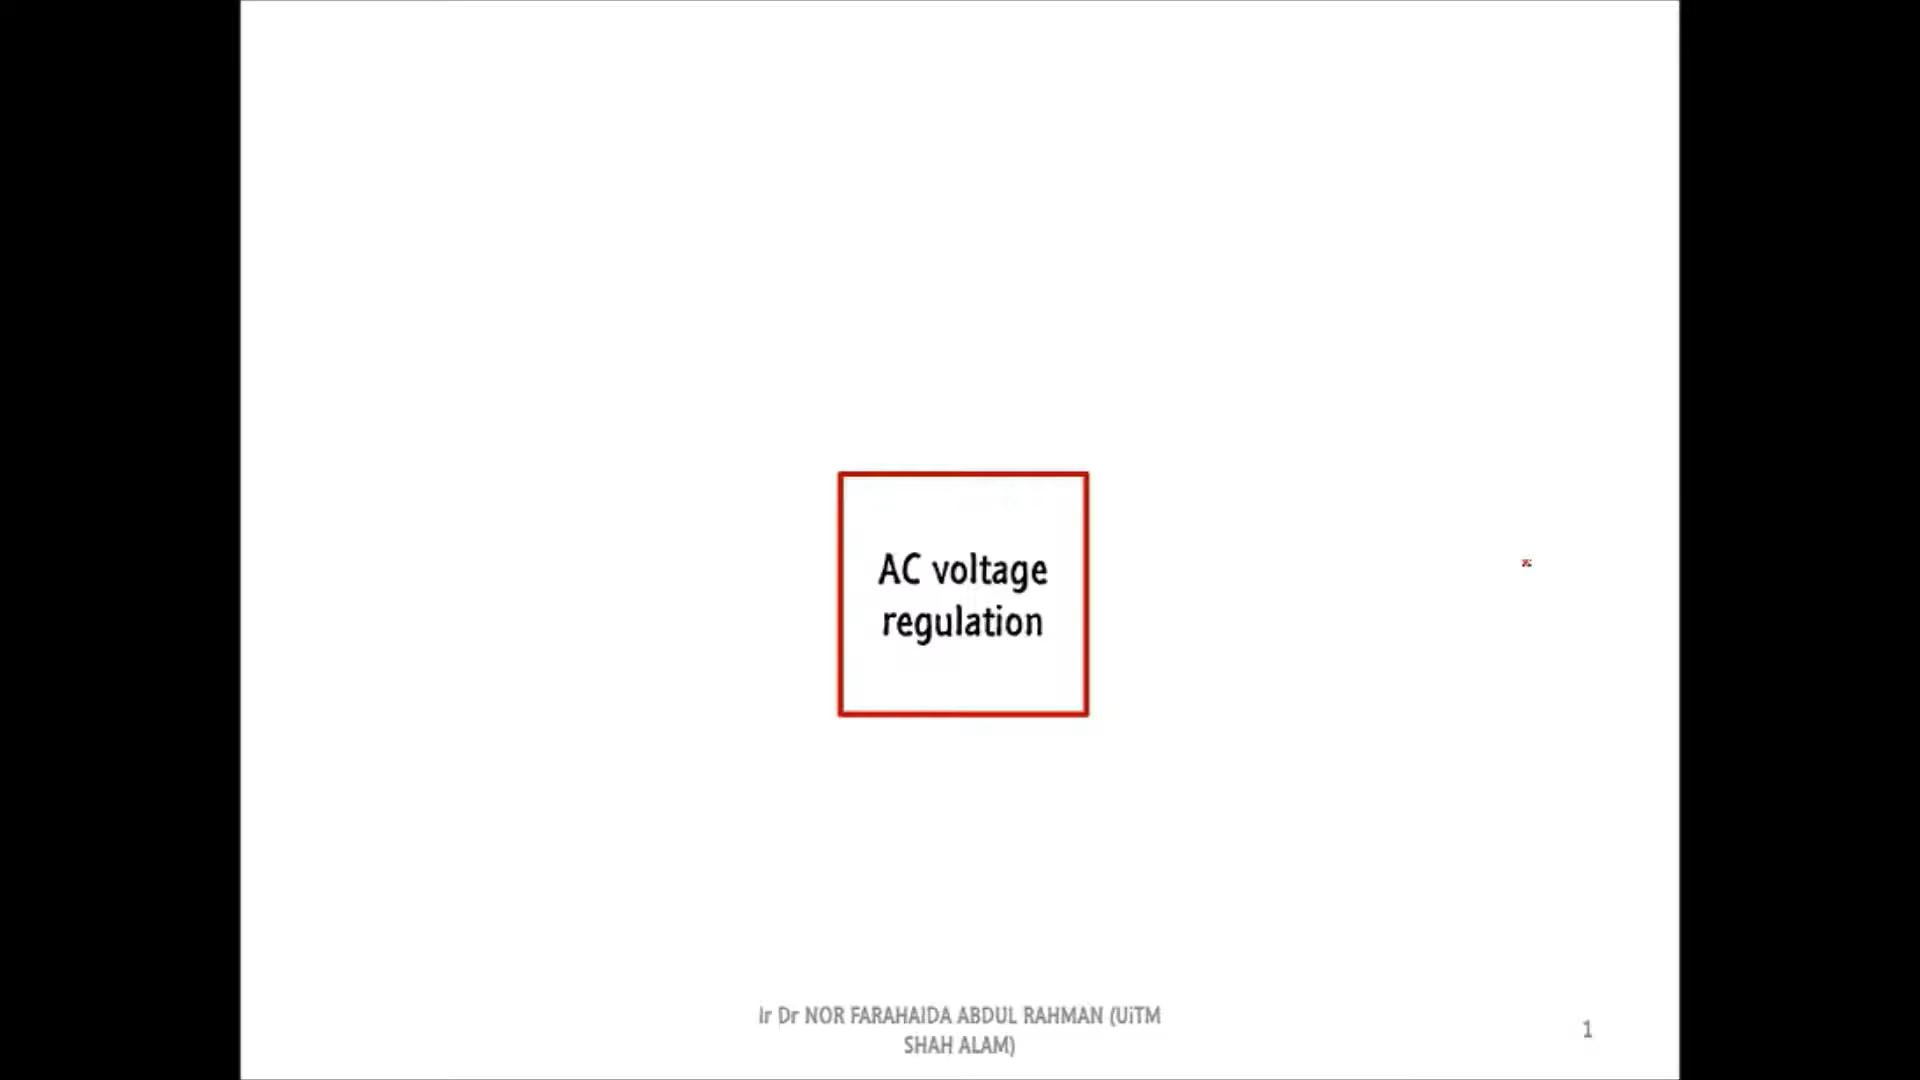 AC voltage
regulation
Ir Dr NOR FARAHAIDA ABDUL RAHMAN (UiTM
SHAH ALAM)
1